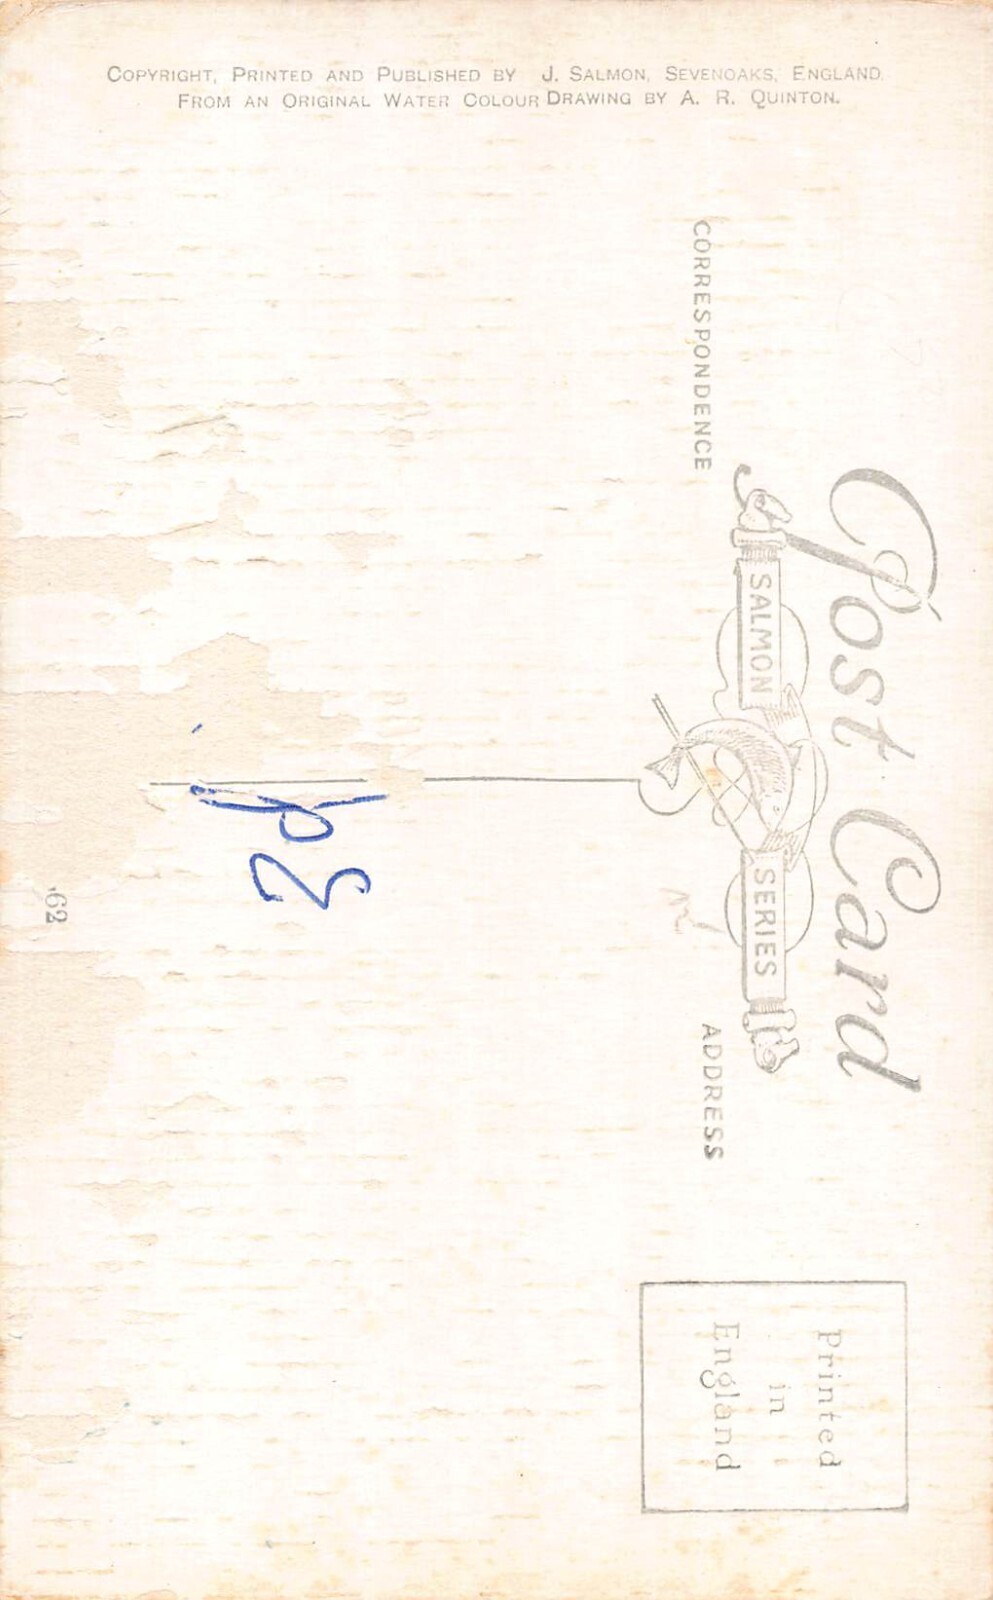 COPYRIGHT, PRINTED AND PUBLISHED BY J. SALMON, SEVENOAKS, ENGLAND.
FROM AN ORIGINAL WATER COLOUR DRAWING BY A. R. QUINTON.
Post Card
SALMON SERIES
CORRESPONDENCE
ADDRESS
Printed
in
England
62